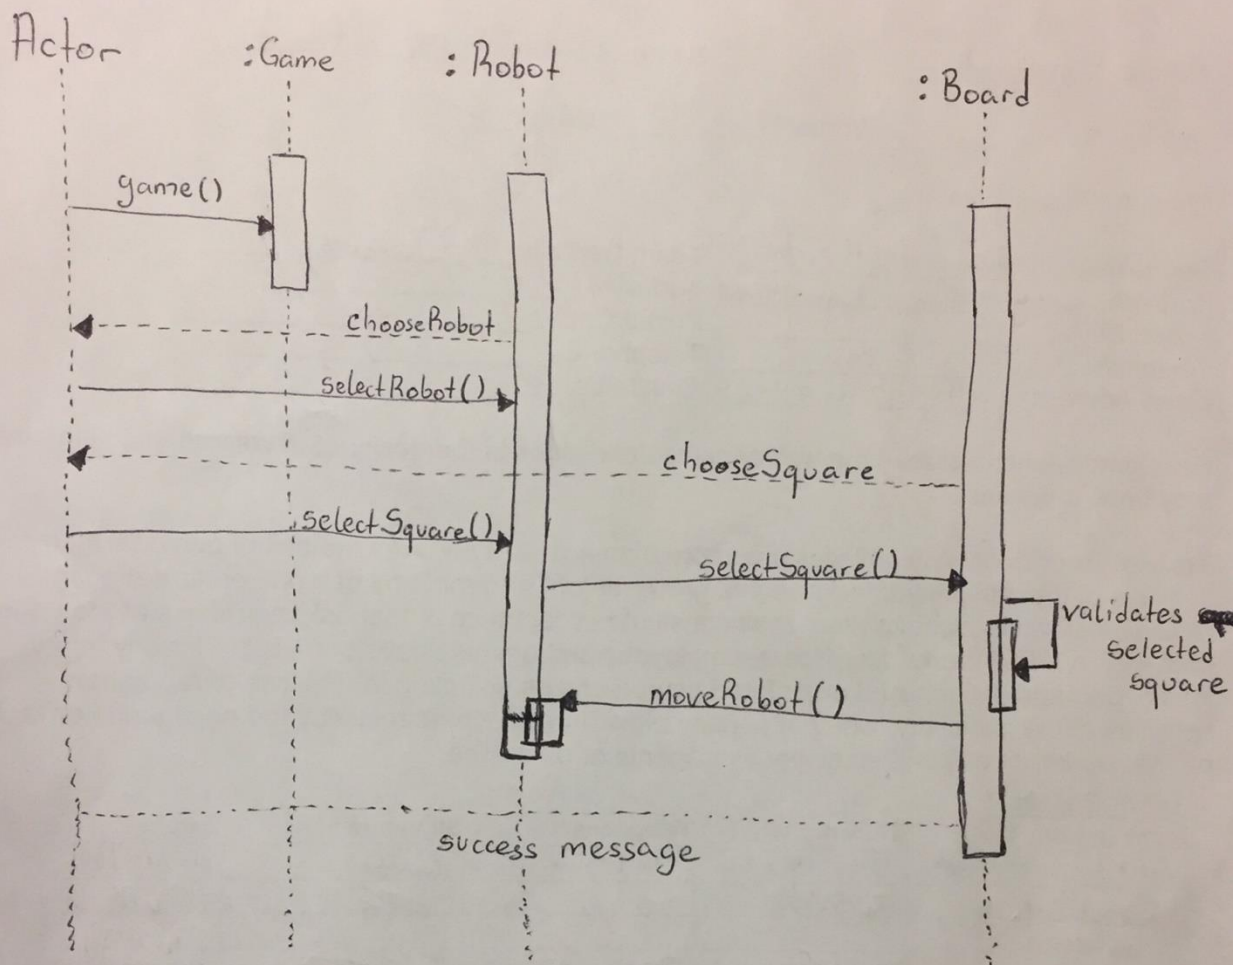 Actor
:Game
:Robot
:Board
game()
chooseRobot
selectRobot()
chooseSquare
selectSquare()
selectSquare()
validates
selected
square
moveRobot()
success message